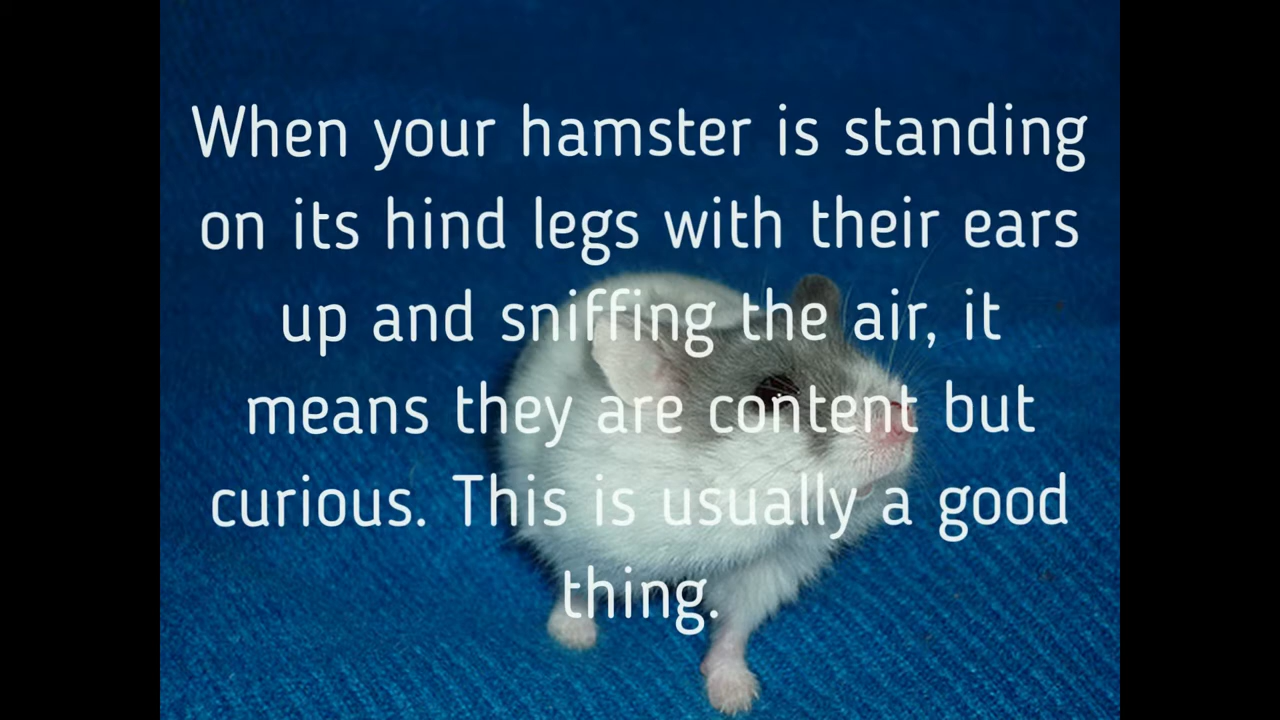 When your hamster is standing
on its hind legs with their ears
up and sniffing the air, it
means they are content but
curious. This is usually a good
thing.